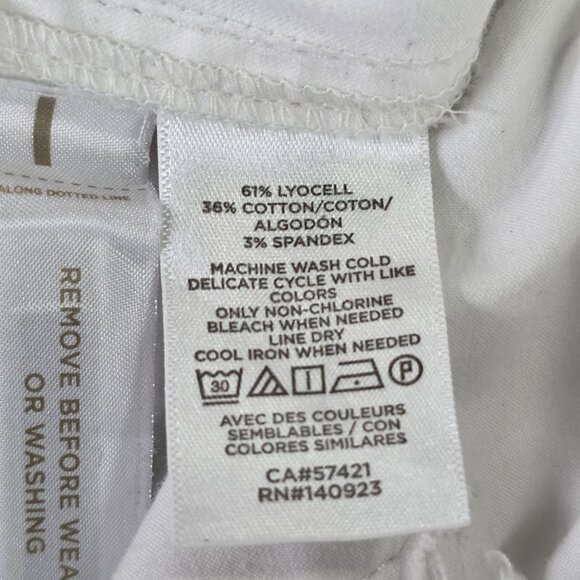 61% LYOCELL
36% COTTON/COTON/
ALGODÓN
3% SPANDEX
MACHINE WASH COLD
DELICATE CYCLE WITH LIKE
COLORS
ONLY NON-CHLORINE
BLEACH WHEN NEEDED
LINE DRY
COOL IRON WHEN NEEDED
30 P
AVEC DES COULEURS
SEMBLABLES / CON
COLORES SIMILARES
CA#57421
RN#140923
ALONG DOTTED LINE
REMOVE BEFORE WEA
OR WASHING